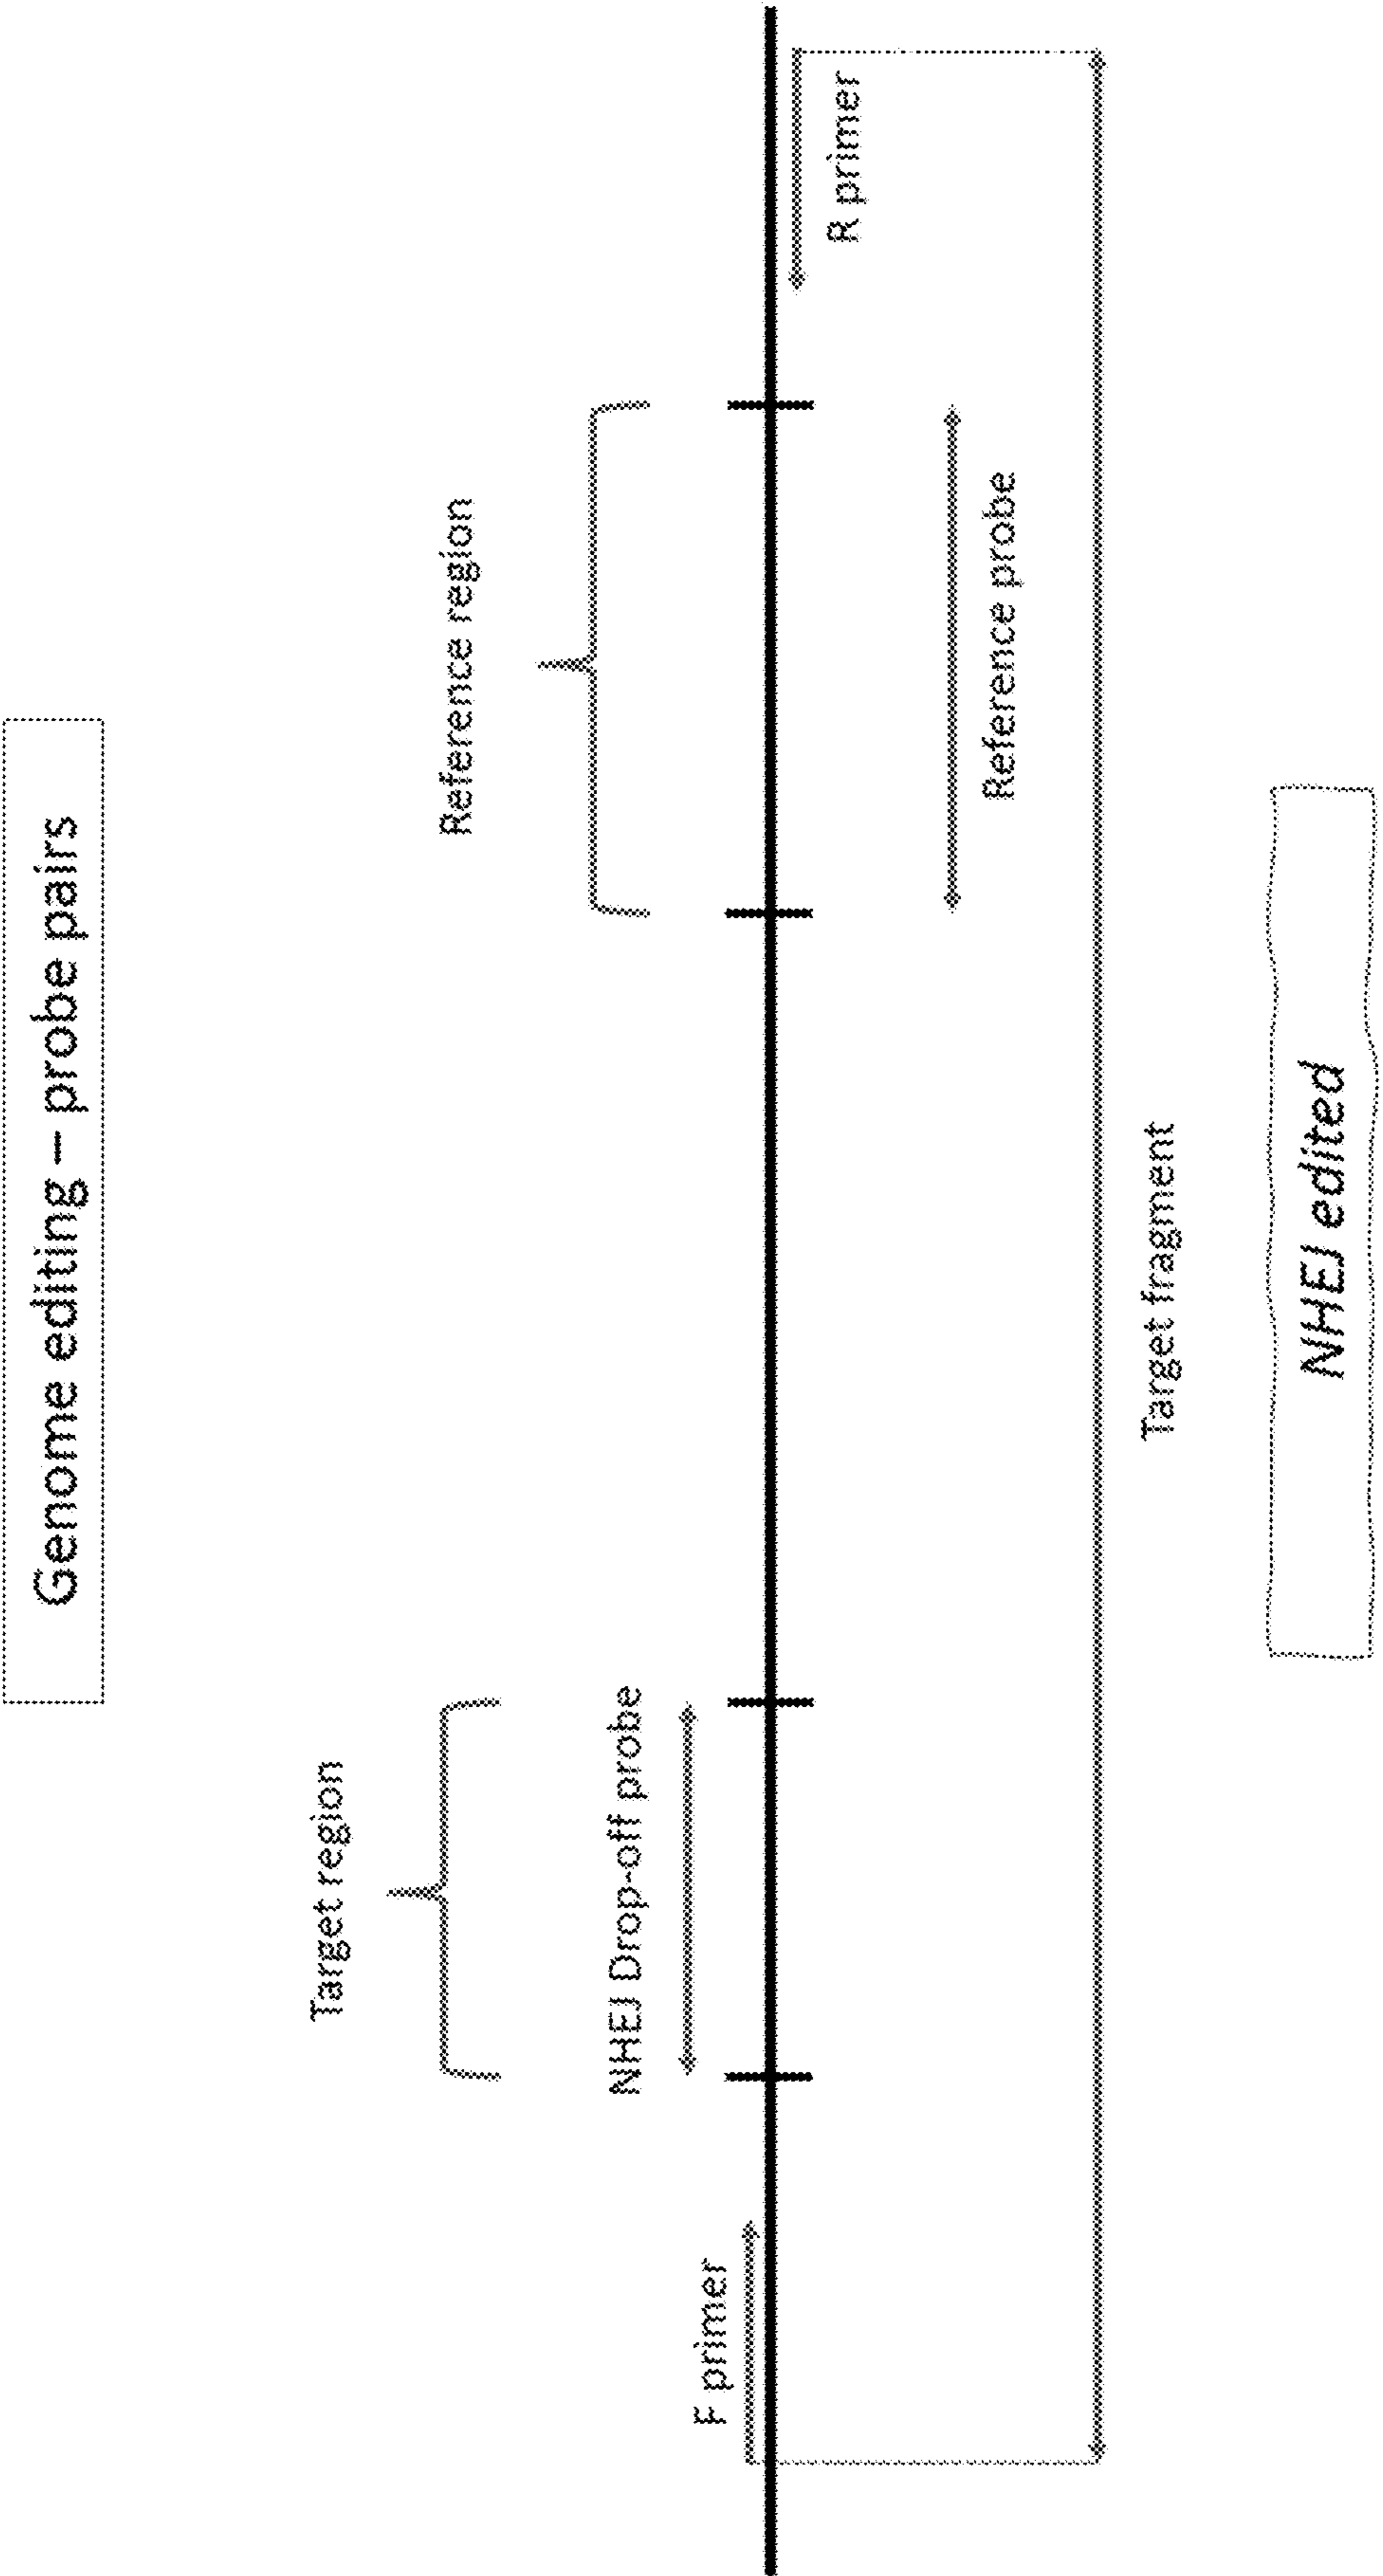 Genome editing – probe pairs
Target region
Reference region
NHEJ Drop-off probe
F primer
R primer
Reference probe
Target fragment
NHEJ edited